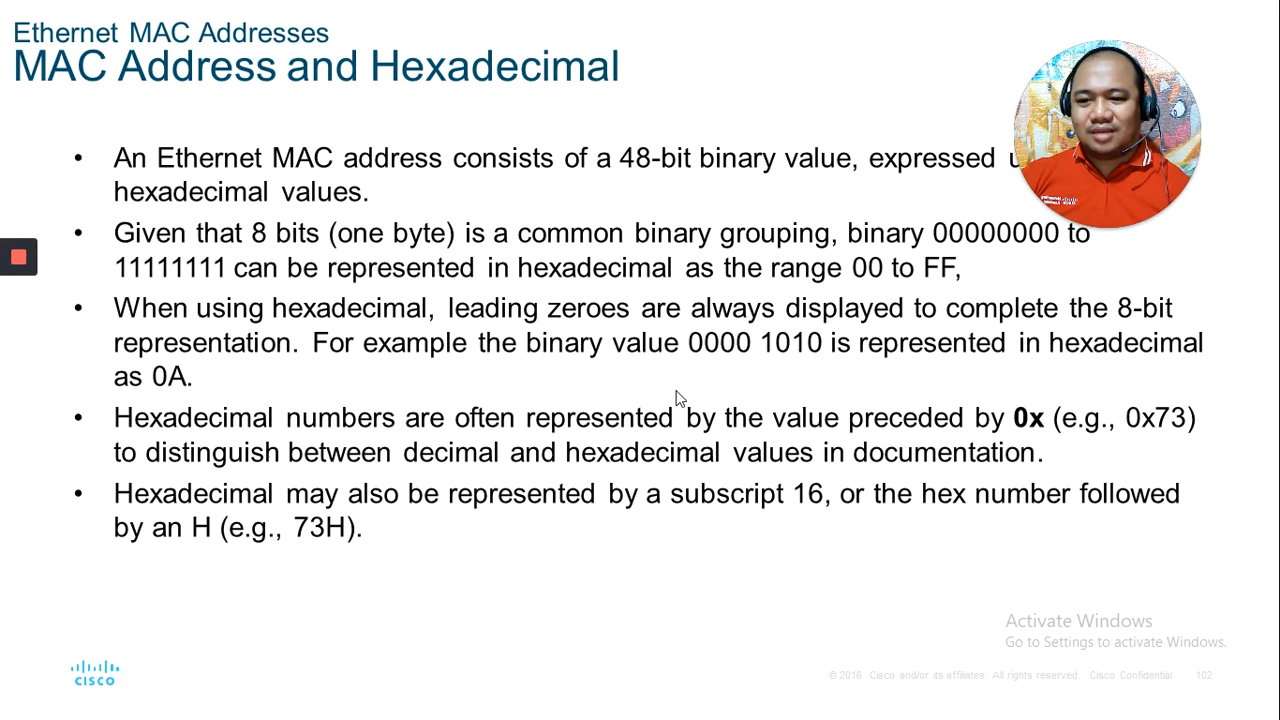 Ethernet MAC Addresses
MAC Address and Hexadecimal
• An Ethernet MAC address consists of a 48-bit binary value, expressed
hexadecimal values.
• Given that 8 bits (one byte) is a common binary grouping, binary 00000000 to
11111111 can be represented in hexadecimal as the range 00 to FF,
• When using hexadecimal, leading zeroes are always displayed to complete the 8-bit
representation. For example the binary value 0000 1010 is represented in hexadecimal
as 0A.
• Hexadecimal numbers are often represented by the value preceded by 0x (e.g., 0x73)
to distinguish between decimal and hexadecimal values in documentation.
• Hexadecimal may also be represented by a subscript 16, or the hex number followed
by an H (e.g., 73H).
Activate Windows
Go to Settings to activate Windows.
CISCO
© 2016 Cisco and/or its affiliates. All rights reserved. Cisco Confidential 102